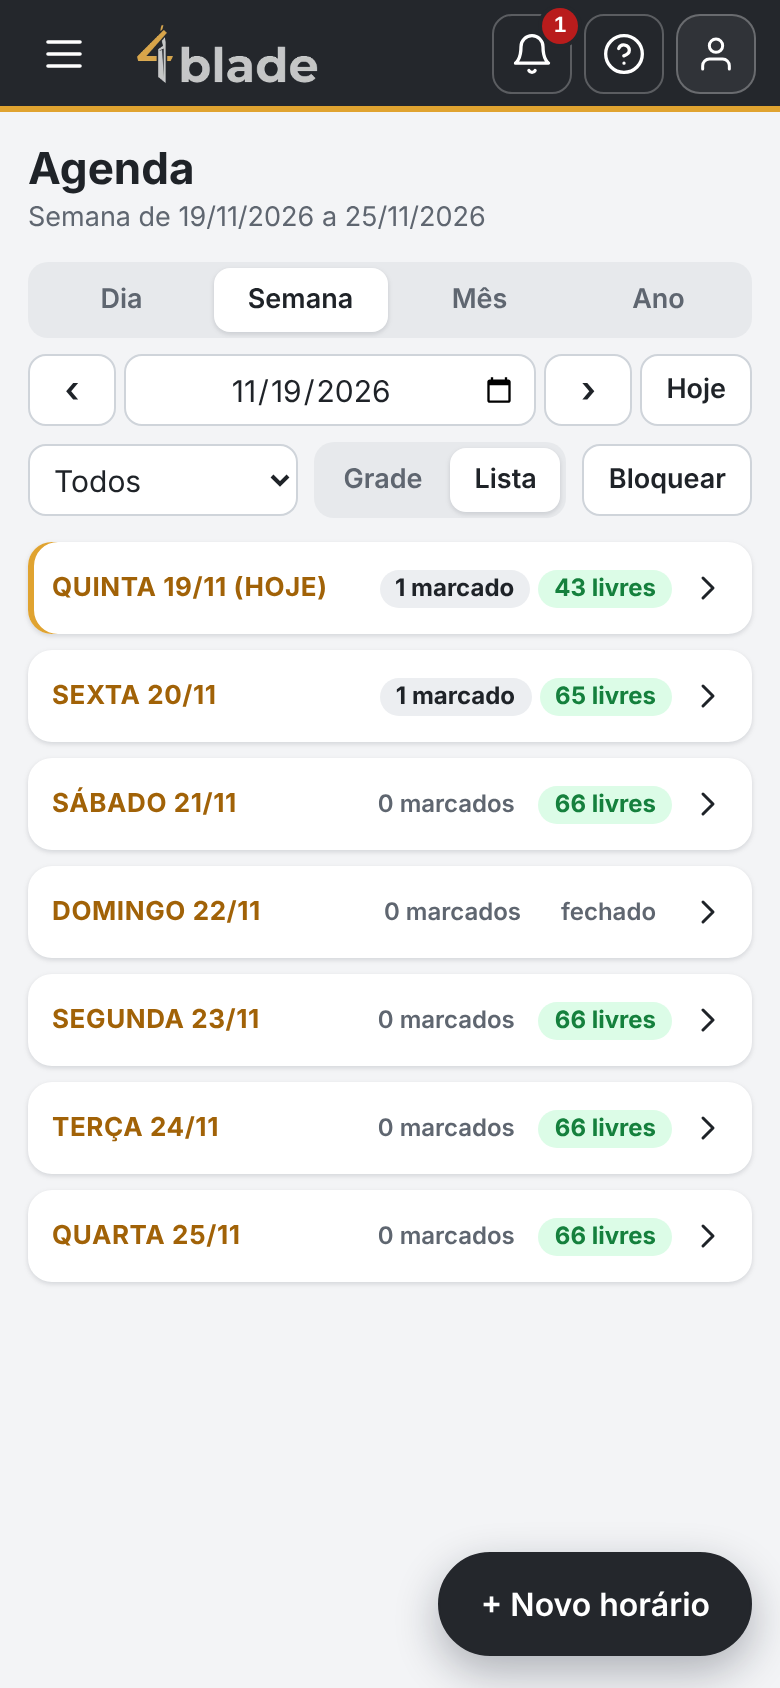 4blade
1
Agenda
Semana de 19/11/2026 a 25/11/2026
Dia Semana Mês Ano
‹ 11/19/2026 › Hoje
Todos Grade Lista Bloquear
QUINTA 19/11 (HOJE) 1 marcado 43 livres
SEXTA 20/11 1 marcado 65 livres
SÁBADO 21/11 0 marcados 66 livres
DOMINGO 22/11 0 marcados fechado
SEGUNDA 23/11 0 marcados 66 livres
TERÇA 24/11 0 marcados 66 livres
QUARTA 25/11 0 marcados 66 livres
+ Novo horário